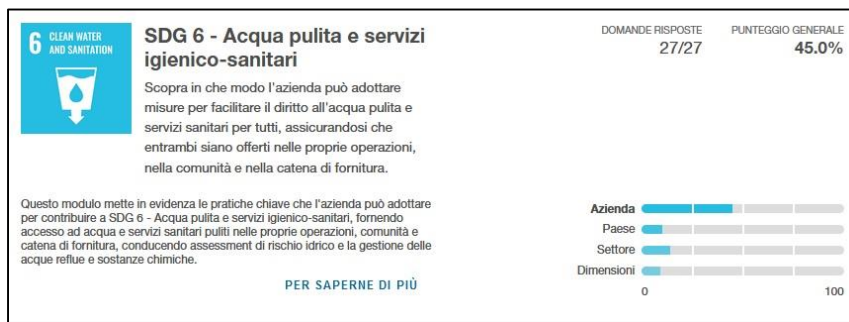 6 CLEAN WATER
AND SANITATION
SDG 6 - Acqua pulita e servizi
igienico-sanitari
Scopra in che modo l'azienda può adottare
misure per facilitare il diritto all'acqua pulita e
servizi sanitari per tutti, assicurandosi che
entrambi siano offerti nelle proprie operazioni,
nella comunità e nella catena di fornitura.
DOMANDE RISPOSTE
27/27
PUNTEGGIO GENERALE
45.0%
Questo modulo mette in evidenza le pratiche chiave che l'azienda può adottare
per contribuire a SDG 6 - Acqua pulita e servizi igienico-sanitari, fornendo
accesso ad acqua e servizi sanitari puliti nelle proprie operazioni, comunità e
catena di fornitura, conducendo assessment di rischio idrico e la gestione delle
acque reflue e sostanze chimiche.
PER SAPERNE DI PIÙ
Azienda
Paese
Settore
Dimensioni
0 100